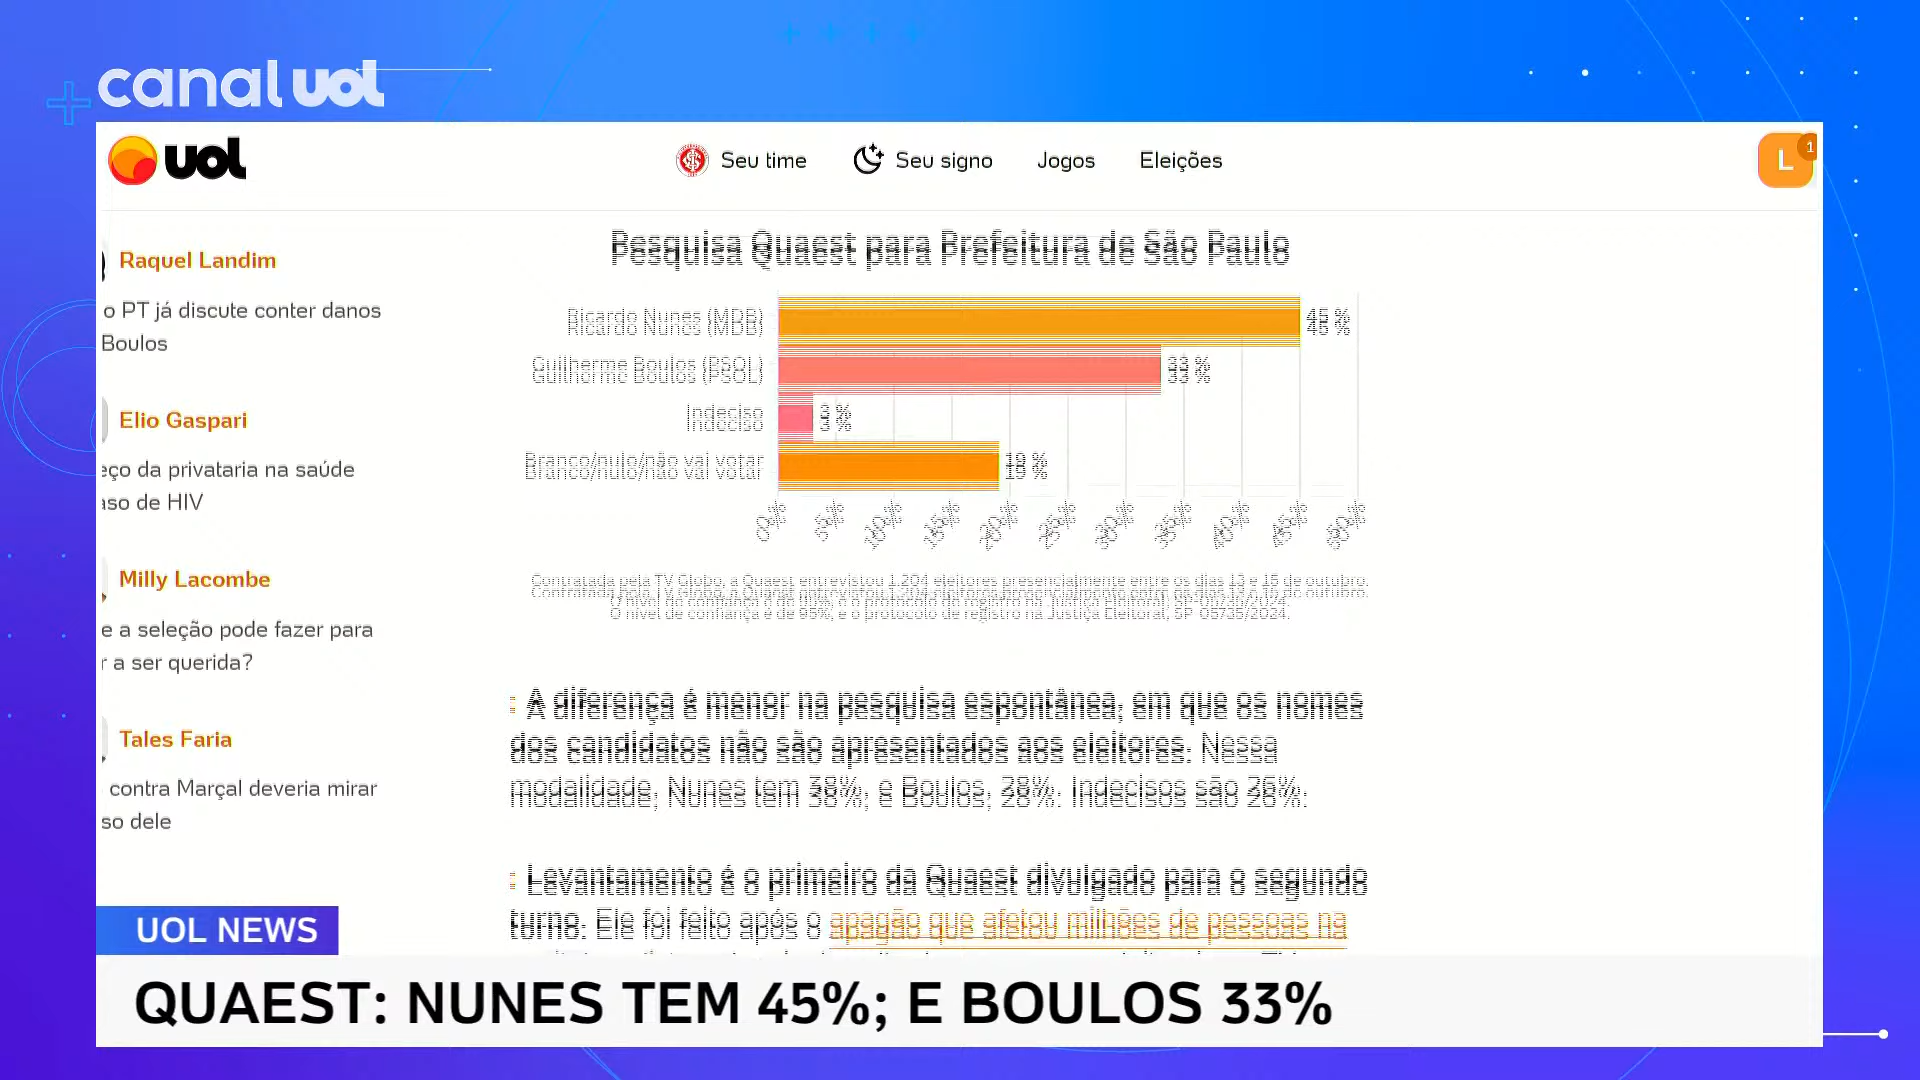 canal uol
uol
Seu time
Seu signo
Jogos
Eleições
L
1
Raquel Landim
o PT já discute conter danos
Boulos
Elio Gaspari
eço da privataria na saúde
aso de HIV
Milly Lacombe
e a seleção pode fazer para
r a ser querida?
Tales Faria
contra Marçal deveria mirar
so dele
Pesquisa Quaest para Prefeitura de São Paulo
Ricardo Nunes (MDB) 45 %
Guilherme Boulos (PSOL) 33 %
Indeciso 3 %
Branco/nulo/não vai votar 19 %
0% 5% 10% 15% 20% 25% 30% 35% 40% 45% 50%
Contratada pela TV Globo, a Quaest entrevistou 1.204 eleitores presencialmente entre os dias 13 e 15 de outubro.
O nível de confiança é de 95%, e o protocolo de registro na Justiça Eleitoral, SP-05735/2024.
A diferença é menor na pesquisa espontânea, em que os nomes
dos candidatos não são apresentados aos eleitores. Nessa
modalidade, Nunes tem 38%; e Boulos, 28%. Indecisos são 26%.
Levantamento é o primeiro da Quaest divulgado para o segundo
turno. Ele foi feito após o apagão que afetou milhões de pessoas na
UOL NEWS
QUAEST: NUNES TEM 45%; E BOULOS 33%